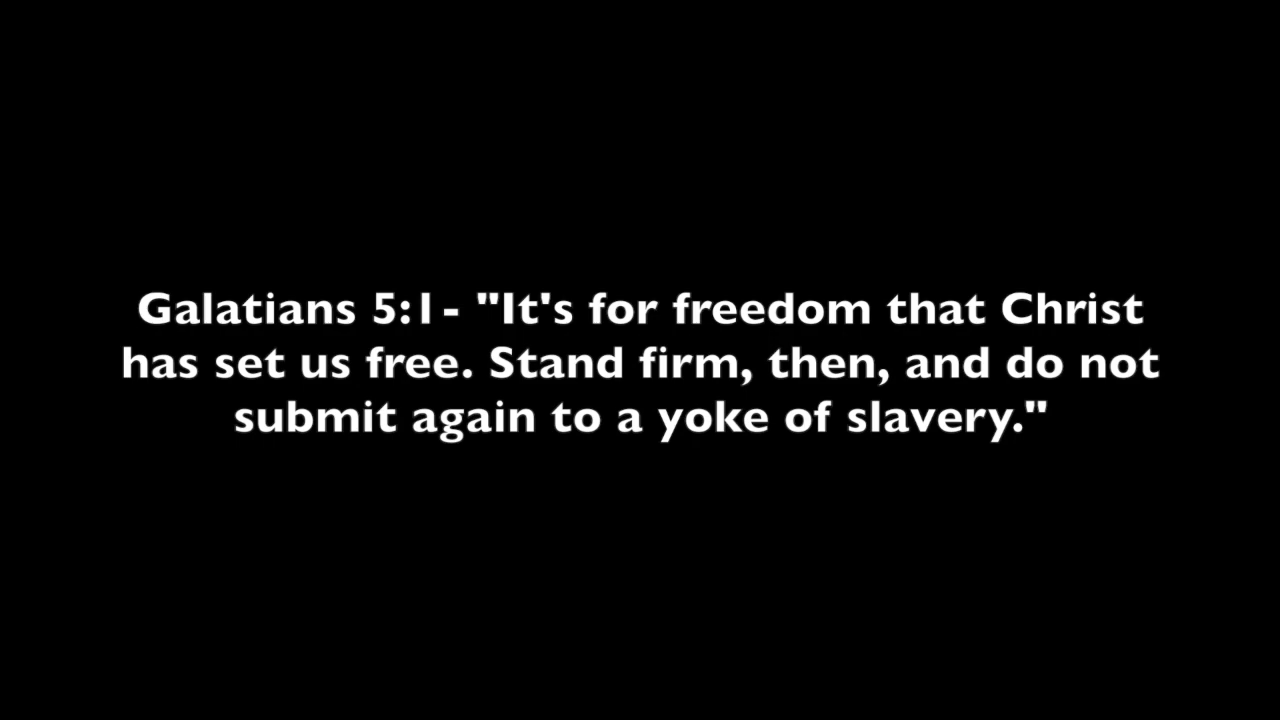 Galatians 5:1- "It's for freedom that Christ
has set us free. Stand firm, then, and do not
submit again to a yoke of slavery."